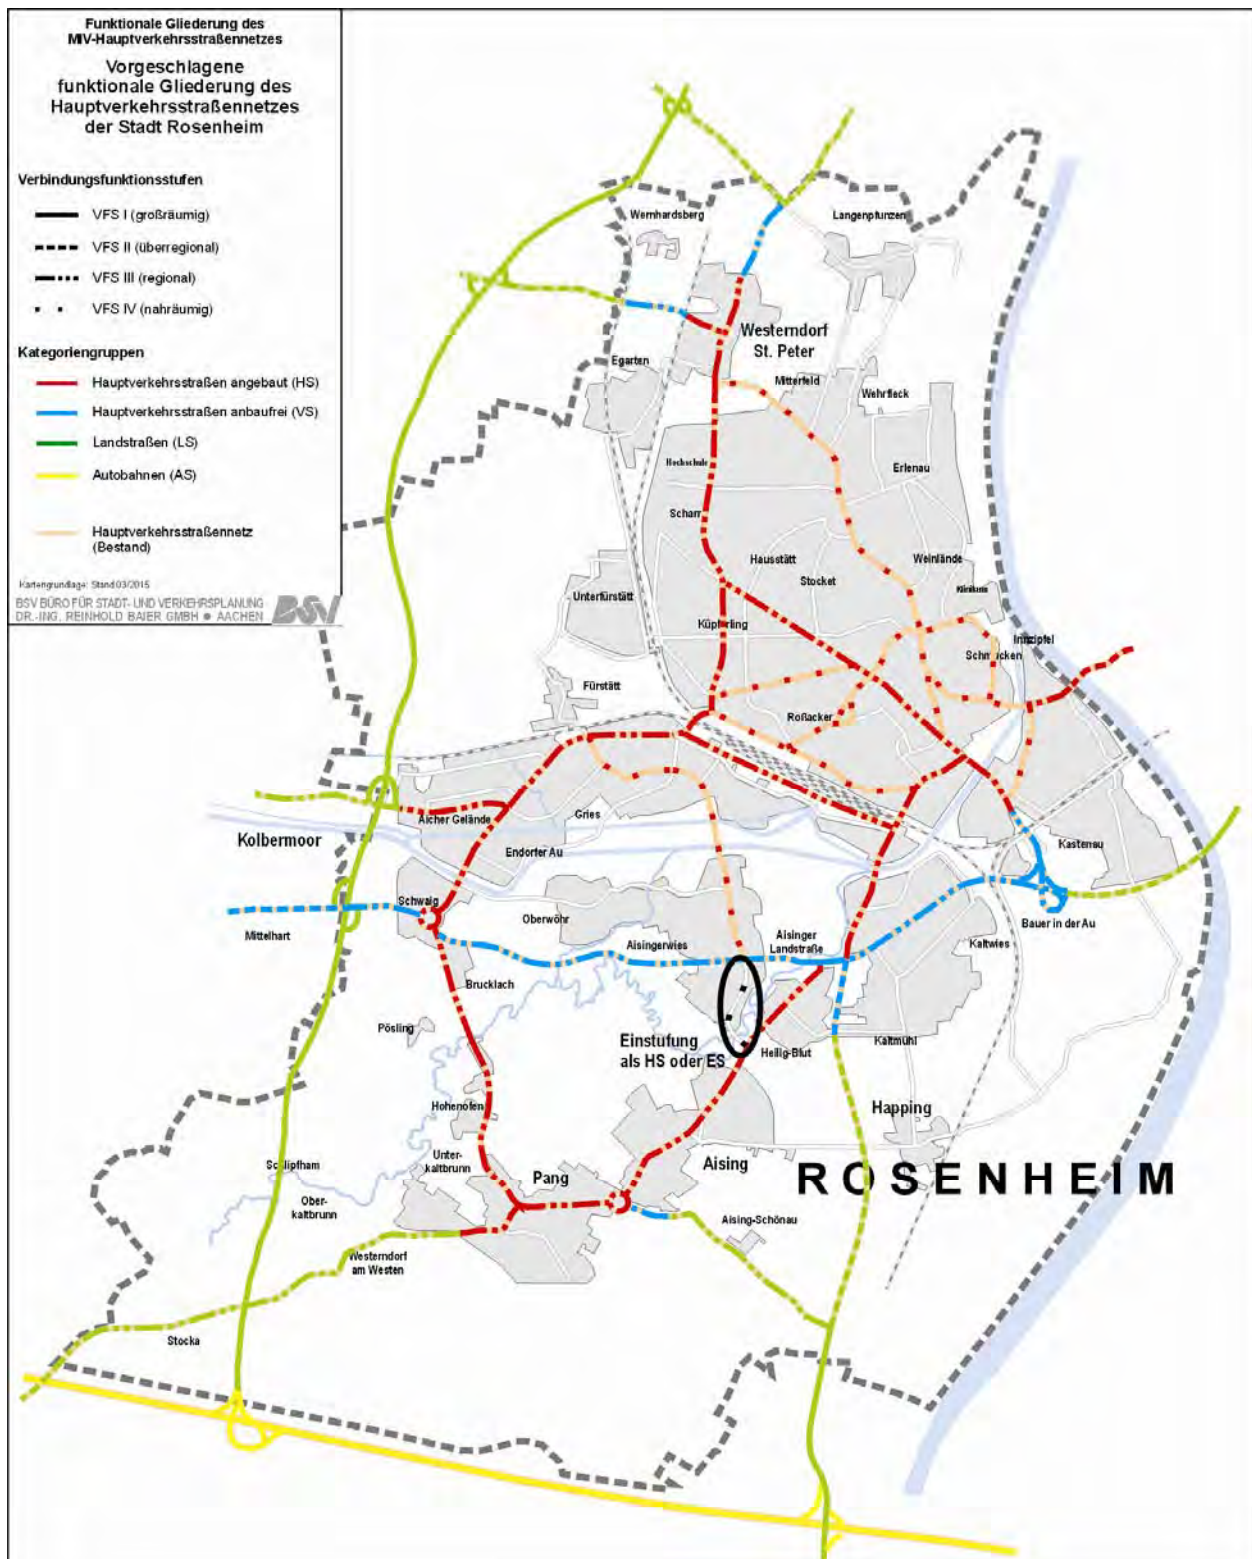 Funktionale Gliederung des
MIV-Hauptverkehrsstraßennetzes
Vorgeschlagene
funktionale Gliederung des
Hauptverkehrsstraßennetzes
der Stadt Rosenheim
Verbindungsfunktionsstufen
VFS I (großräumig)
VFS II (überregional)
VFS III (regional)
VFS IV (nahräumig)
Kategoriengruppen
Hauptverkehrsstraßen angebaut (HS)
Hauptverkehrsstraßen anbaufrei (VS)
Landstraßen (LS)
Autobahnen (AS)
Hauptverkehrsstraßennetz
(Bestand)
Kartengrundlage: Stand 03/2015
BSV BÜRO FÜR STADT- UND VERKEHRSPLANUNG
DR.-ING. REINHOLD BAIER GMBH ● AACHEN
BSV
Wernhardsberg
Langenpfunzen
Westerndorf
St. Peter
Egarten
Mitterfeld
Wehrfleck
Hochschule
Erlenau
Scharr
Hausstätt
Stocket
Weinlände
Klinikum
Unterfürstätt
Küpferling
Innzipfel
Schmucken
Fürstätt
Roßacker
Aicher Gelände
Gries
Kolbermoor
Endorfer Au
Kastenau
Schwaig
Oberwöhr
Mittelhart
Aisingerwies
Aisinger
Landstraße
Bauer in der Au
Kaltwies
Brucklach
Pösling
Einstufung
als HS oder ES
Heilig-Blut
Kaltmühl
Hohenofen
Happing
Unter-
kaltbrunn
Schlipfham
Pang
Aising
ROSENHEIM
Ober-
kaltbrunn
Aising-Schönau
Westerndorf
am Westen
Stocka